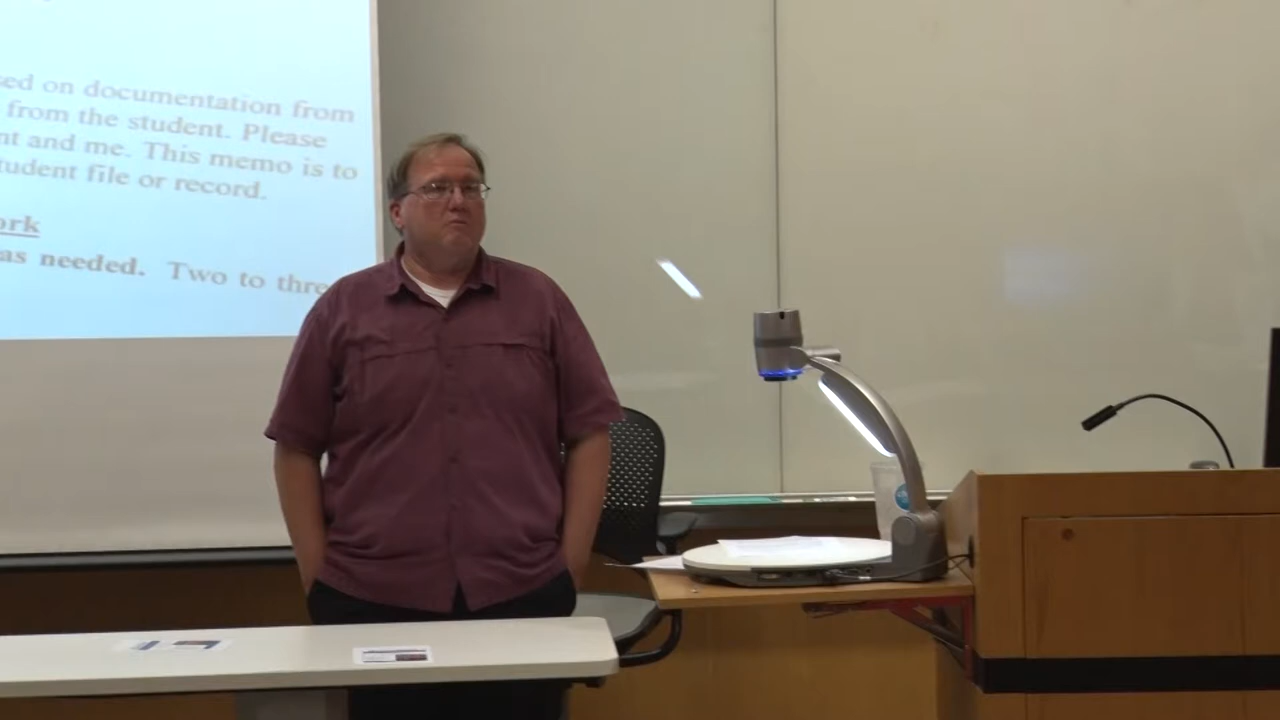 ed on documentation from
from the student. Please
nt and me. This memo is to
tudent file or record.
ork
as needed. Two to thre